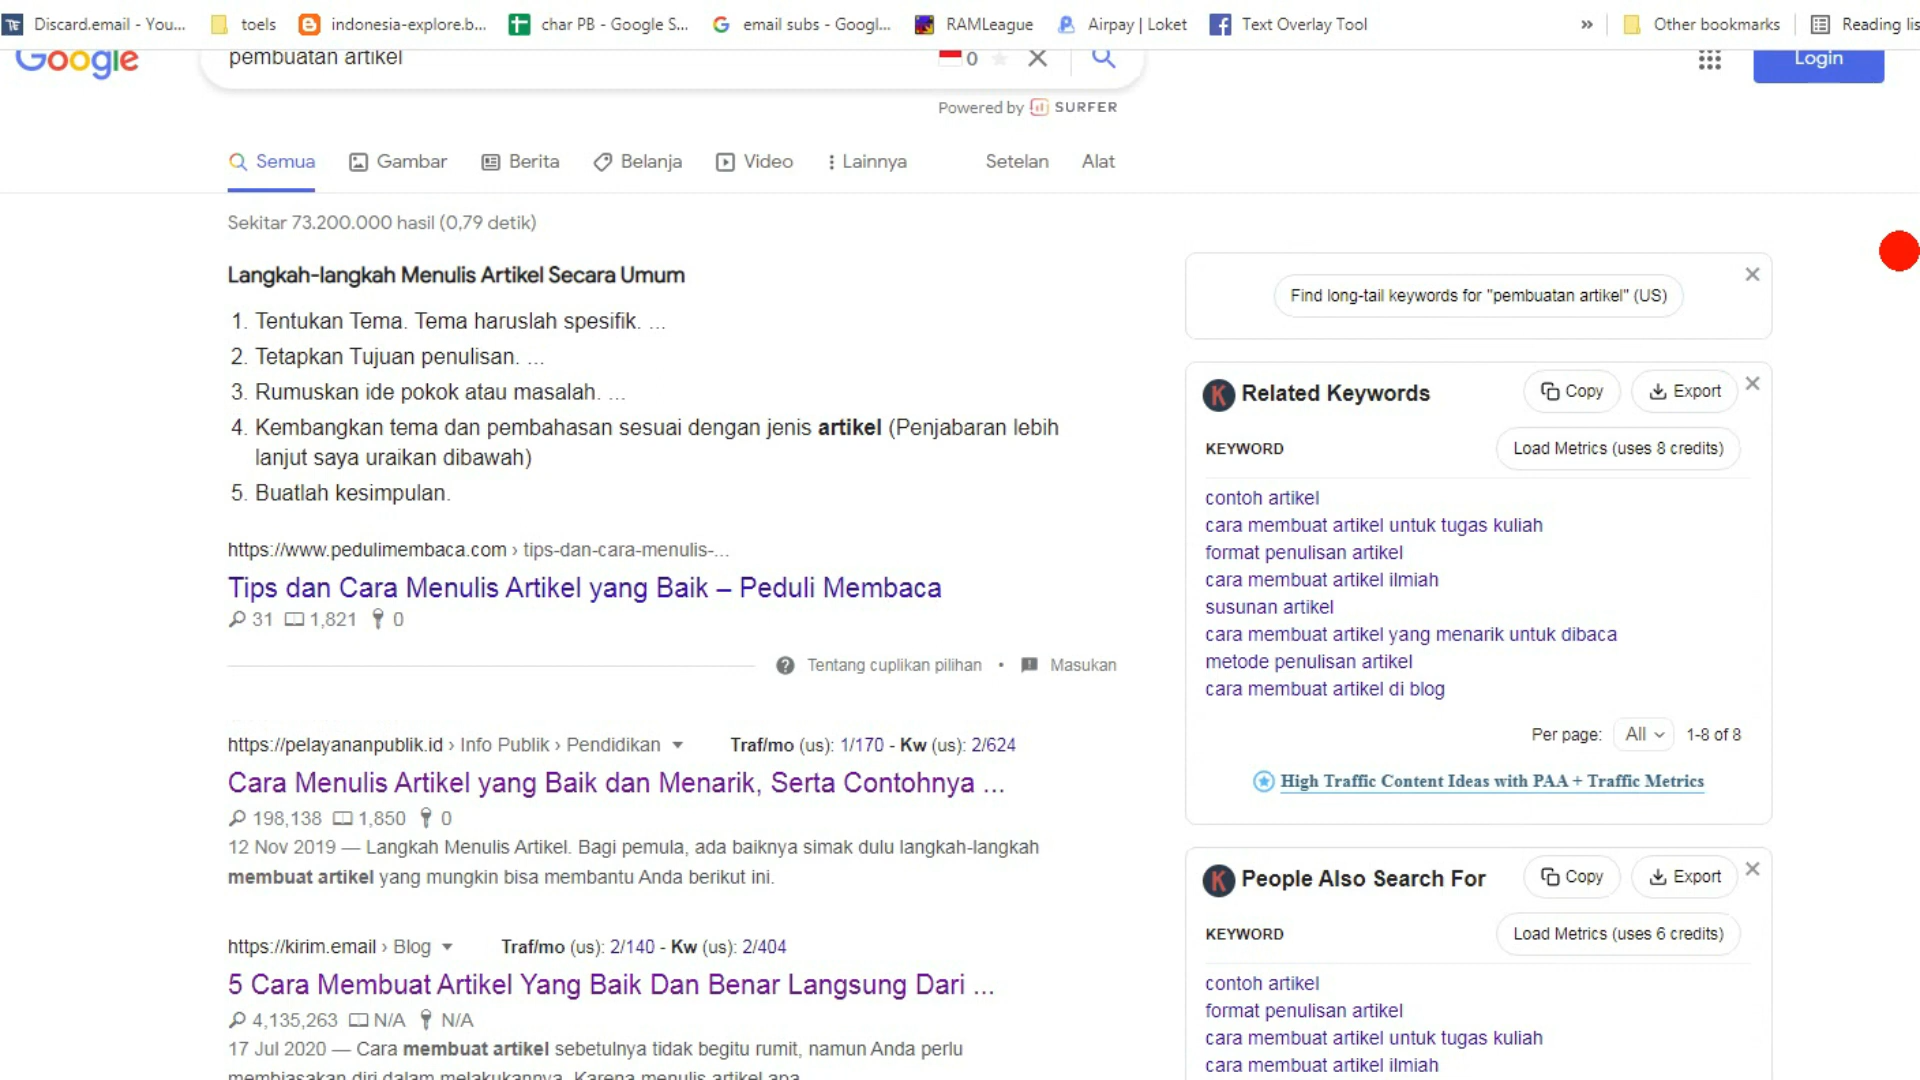 Discard.email - You...
toels
indonesia-explore.b...
char PB - Google S...
email subs - Googl...
RAMLeague
Airpay | Loket
Text Overlay Tool
»
Other bookmarks
Reading lis
Google
pembuatan artikel
0
Login
Powered by SURFER
Semua
Gambar
Berita
Belanja
Video
Lainnya
Setelan
Alat
Sekitar 73.200.000 hasil (0,79 detik)
Langkah-langkah Menulis Artikel Secara Umum
1. Tentukan Tema. Tema haruslah spesifik. ...
2. Tetapkan Tujuan penulisan. ...
3. Rumuskan ide pokok atau masalah. ...
4. Kembangkan tema dan pembahasan sesuai dengan jenis artikel (Penjabaran lebih
lanjut saya uraikan dibawah)
5. Buatlah kesimpulan.
https://www.pedulimembaca.com › tips-dan-cara-menulis-...
Tips dan Cara Menulis Artikel yang Baik – Peduli Membaca
31 1,821 0
Tentang cuplikan pilihan • Masukan
https://pelayananpublik.id › Info Publik › Pendidikan
Traf/mo (us): 1/170 - Kw (us): 2/624
Cara Menulis Artikel yang Baik dan Menarik, Serta Contohnya ...
198,138 1,850 0
12 Nov 2019 — Langkah Menulis Artikel. Bagi pemula, ada baiknya simak dulu langkah-langkah
membuat artikel yang mungkin bisa membantu Anda berikut ini.
https://kirim.email › Blog
Traf/mo (us): 2/140 - Kw (us): 2/404
5 Cara Membuat Artikel Yang Baik Dan Benar Langsung Dari ...
4,135,263 N/A N/A
17 Jul 2020 — Cara membuat artikel sebetulnya tidak begitu rumit, namun Anda perlu
membiasakan diri dalam melakukannya. Karena menulis artikel apa
Find long-tail keywords for "pembuatan artikel" (US)
K Related Keywords
Copy
Export
KEYWORD
Load Metrics (uses 8 credits)
contoh artikel
cara membuat artikel untuk tugas kuliah
format penulisan artikel
cara membuat artikel ilmiah
susunan artikel
cara membuat artikel yang menarik untuk dibaca
metode penulisan artikel
cara membuat artikel di blog
Per page: All 1-8 of 8
High Traffic Content Ideas with PAA + Traffic Metrics
K People Also Search For
Copy
Export
KEYWORD
Load Metrics (uses 6 credits)
contoh artikel
format penulisan artikel
cara membuat artikel untuk tugas kuliah
cara membuat artikel ilmiah